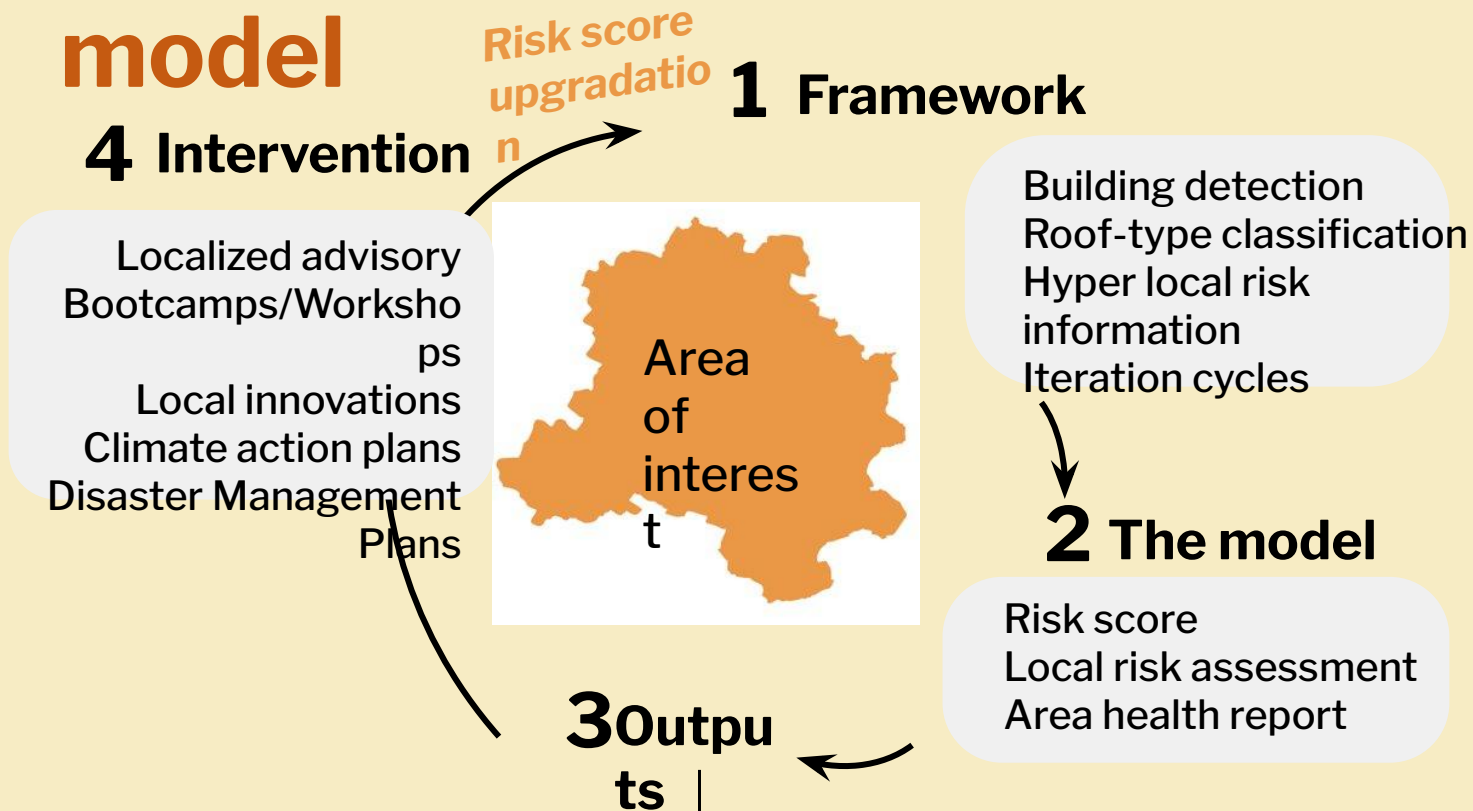 model
Risk score
upgradatio
n
1 Framework
Building detection
Roof-type classification
Hyper local risk
information
Iteration cycles
2 The model
Risk score
Local risk assessment
Area health report
3Outpu
ts
4 Intervention
Localized advisory
Bootcamps/Worksho
ps
Local innovations
Climate action plans
Disaster Management
Plans
Area
of
interes
t